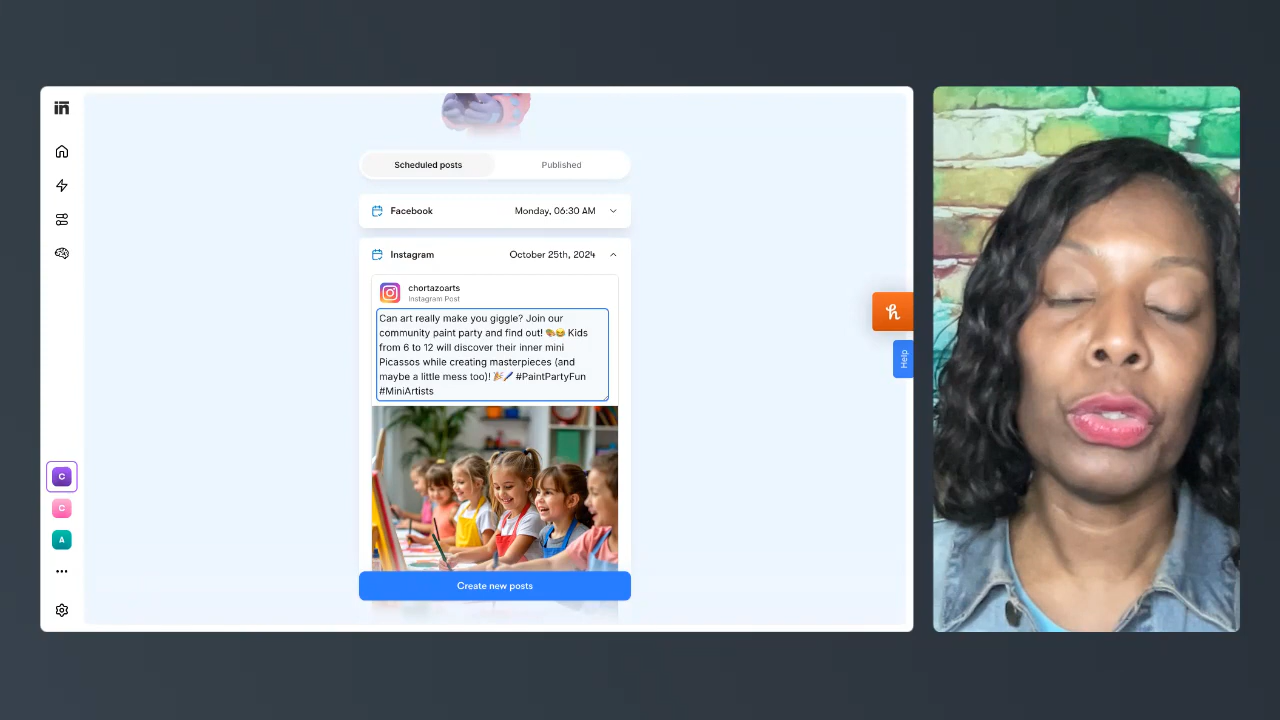 in
Scheduled posts
Published
Facebook
Monday, 06:30 AM
Instagram
October 25th, 2024
chortazoarts
Instagram Post
Can art really make you giggle? Join our
community paint party and find out! 🎨😂 Kids
from 6 to 12 will discover their inner mini
Picassos while creating masterpieces (and
maybe a little mess too)! 🎉🖌️ #PaintPartyFun
#MiniArtists
Create new posts
C
C
A
h
Help